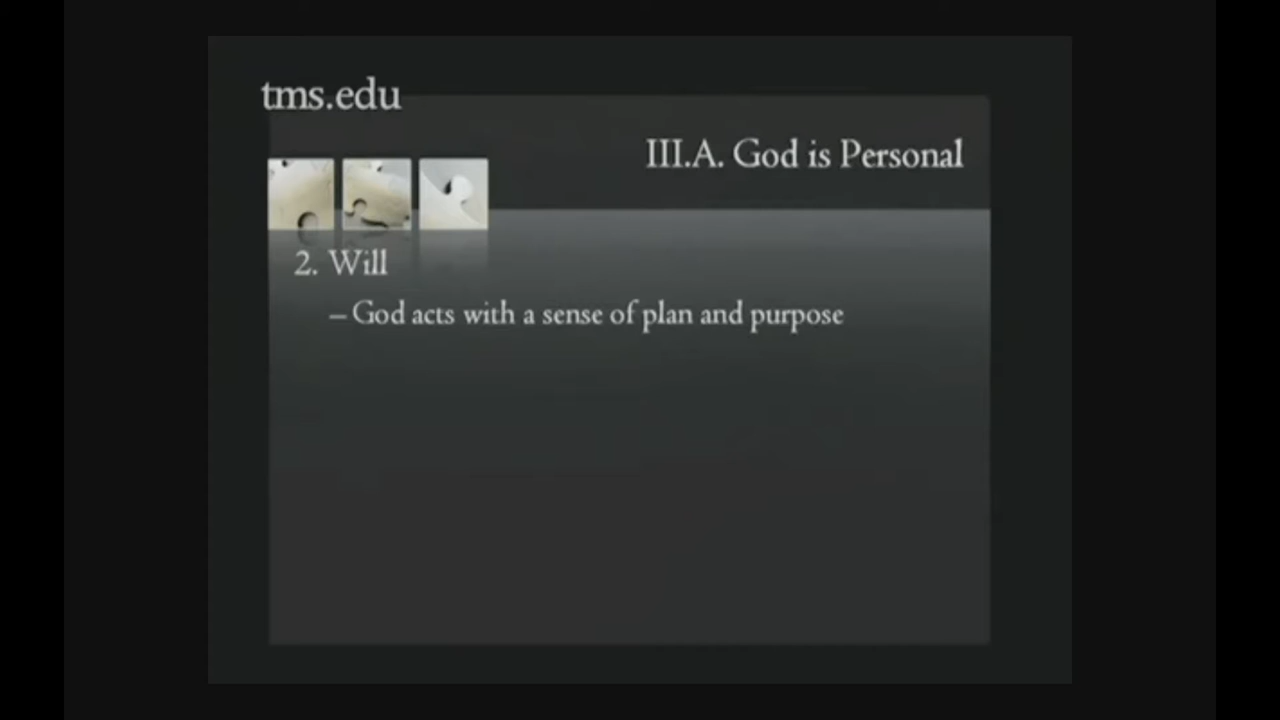 tms.edu
III.A. God is Personal
2. Will
– God acts with a sense of plan and purpose